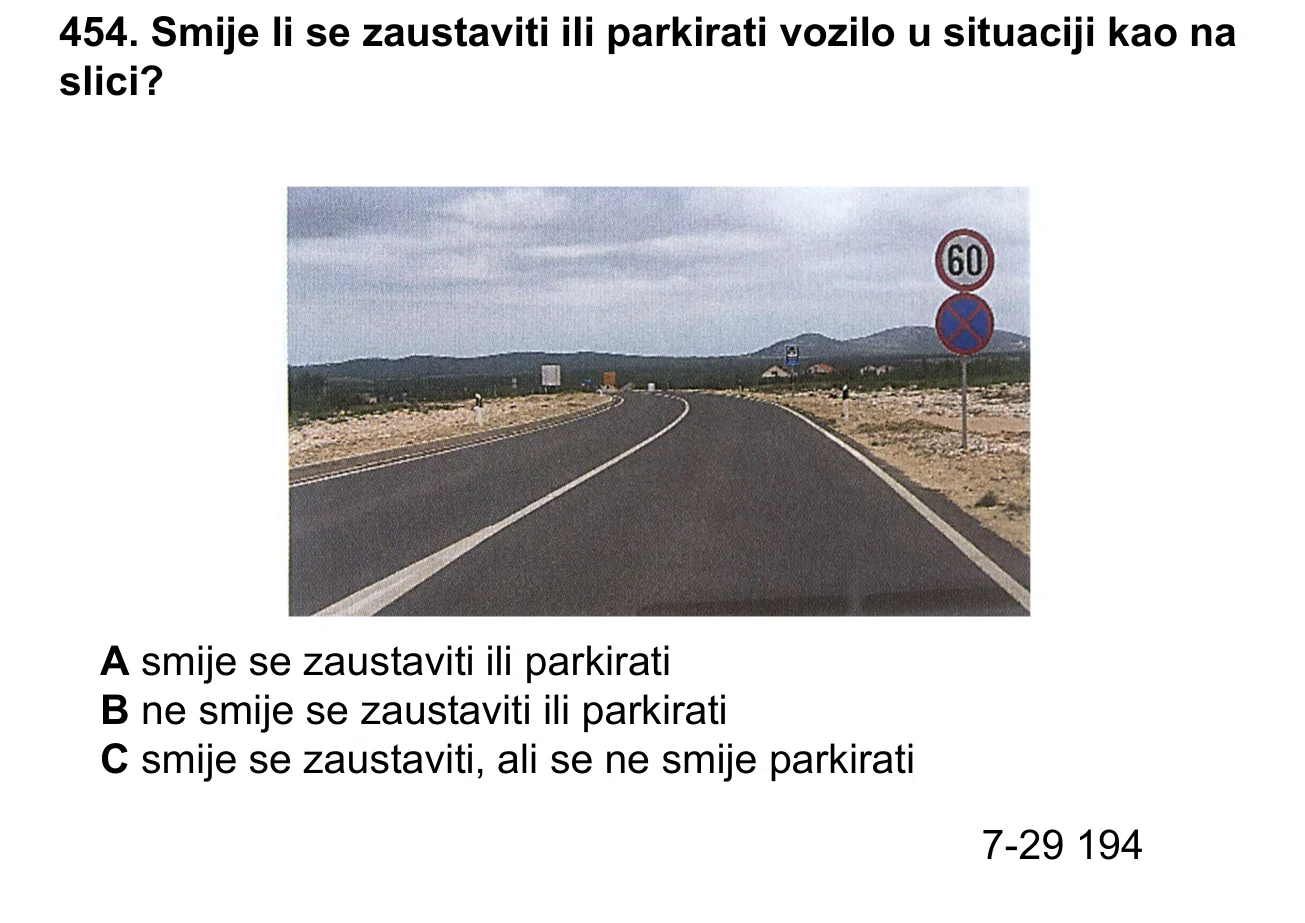 454. Smije li se zaustaviti ili parkirati vozilo u situaciji kao na
slici?
60
A smije se zaustaviti ili parkirati
B ne smije se zaustaviti ili parkirati
C smije se zaustaviti, ali se ne smije parkirati
7-29 194